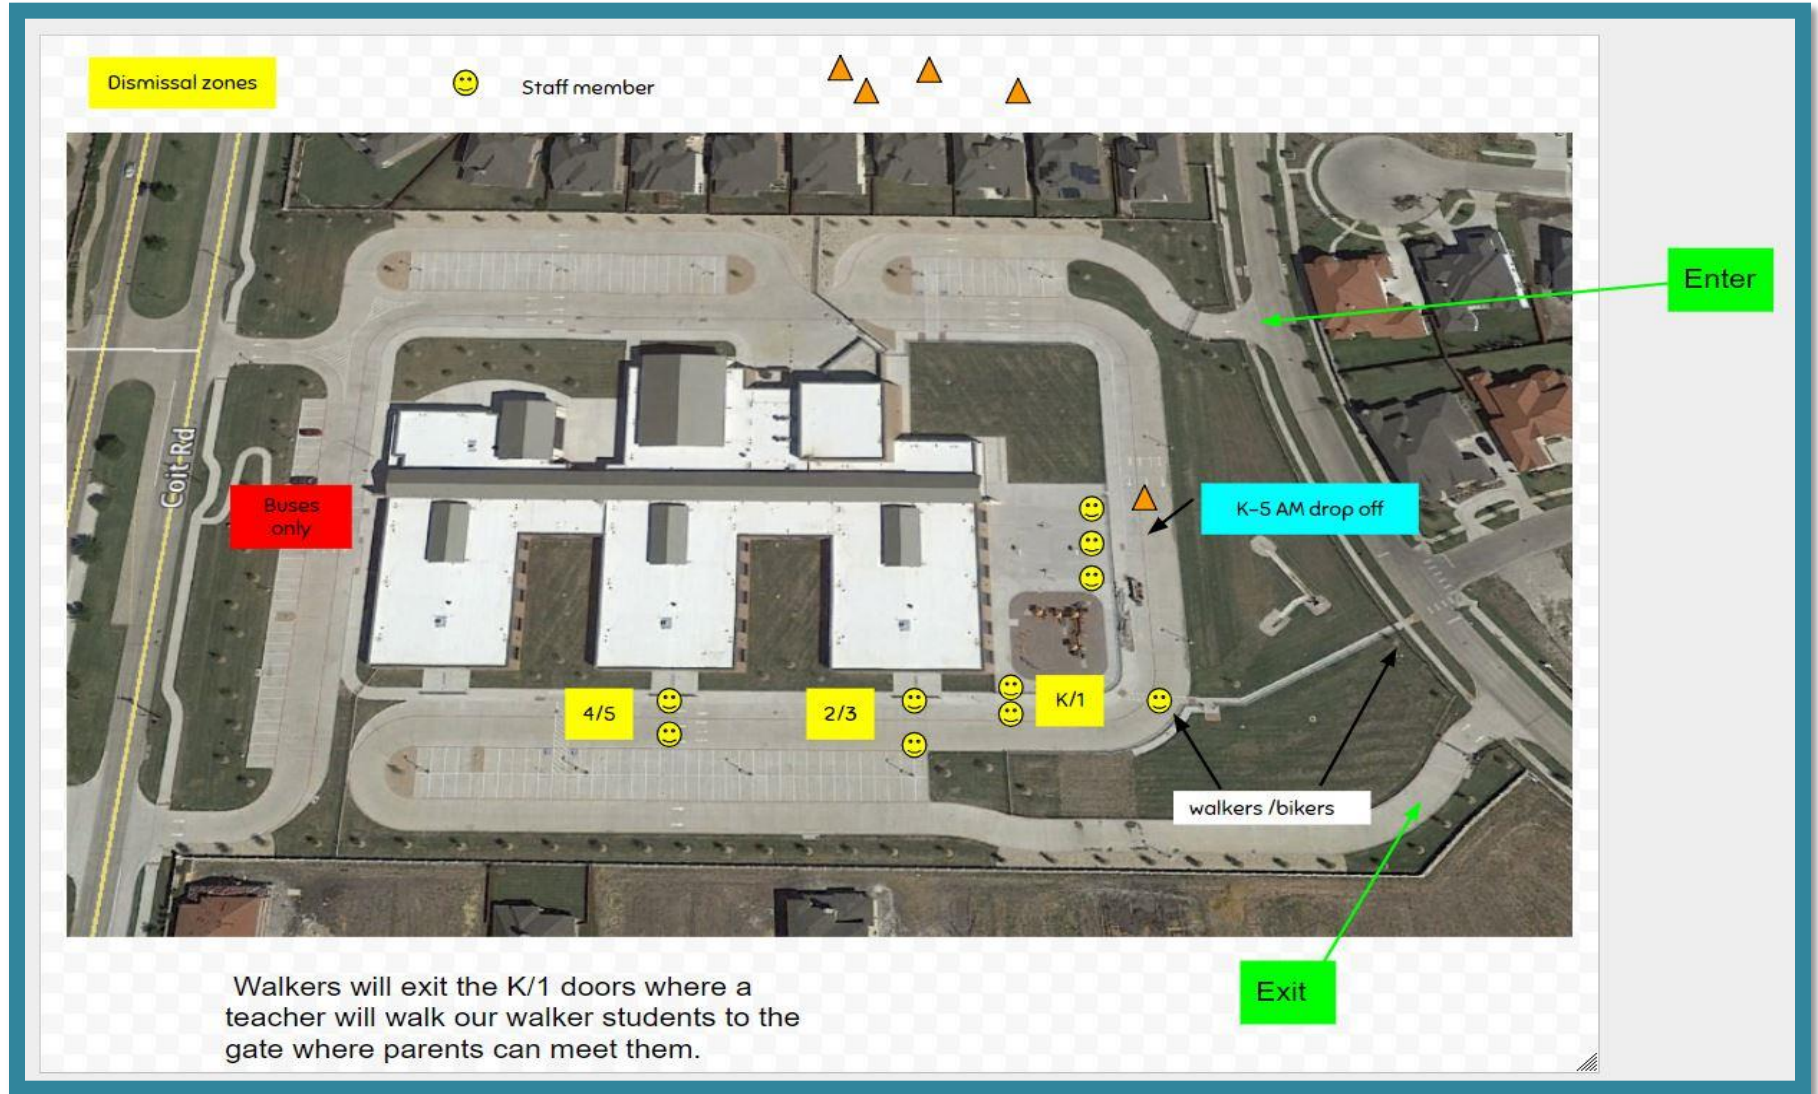 Dismissal zones
Staff member
Enter
Coit Rd
Buses
only
K-5 AM drop off
4/5
2/3
K/1
walkers /bikers
Exit
Walkers will exit the K/1 doors where a
teacher will walk our walker students to the
gate where parents can meet them.